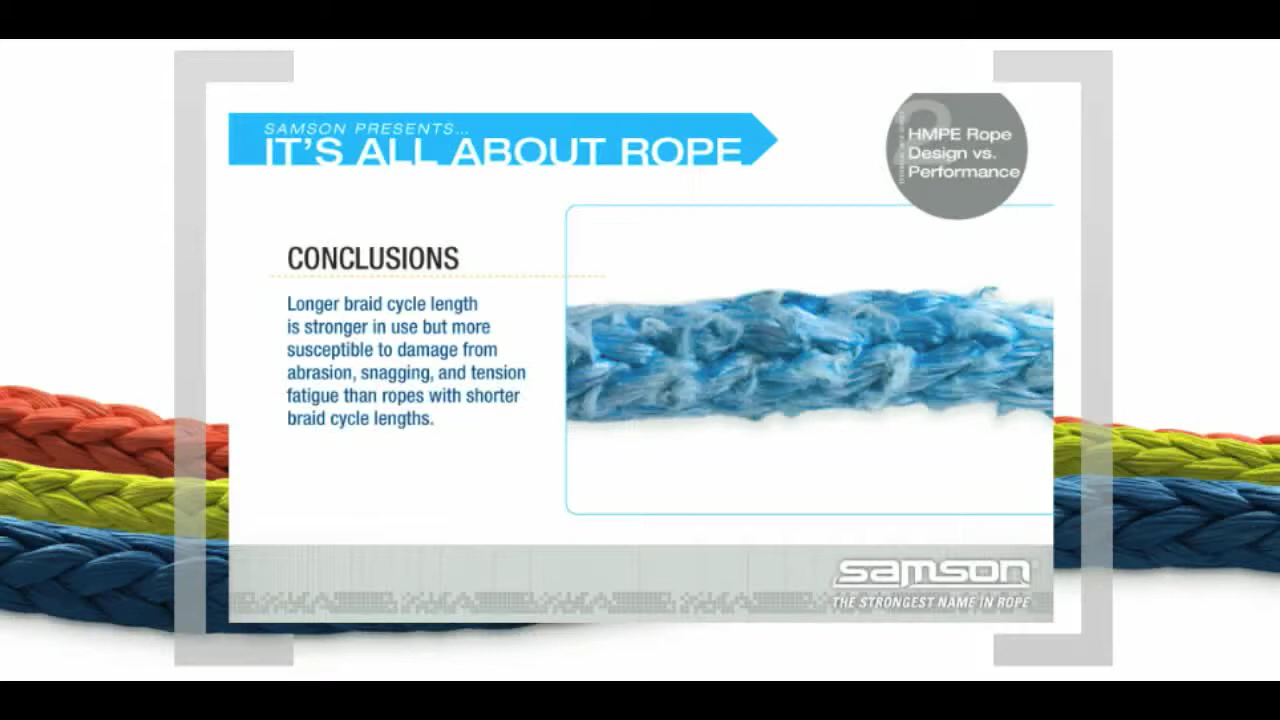 SAMSON PRESENTS...
IT'S ALL ABOUT ROPE
HMPE Rope
Design vs.
Performance
CONCLUSIONS
Longer braid cycle length
is stronger in use but more
susceptible to damage from
abrasion, snagging, and tension
fatigue than ropes with shorter
braid cycle lengths.
samson
THE STRONGEST NAME IN ROPE